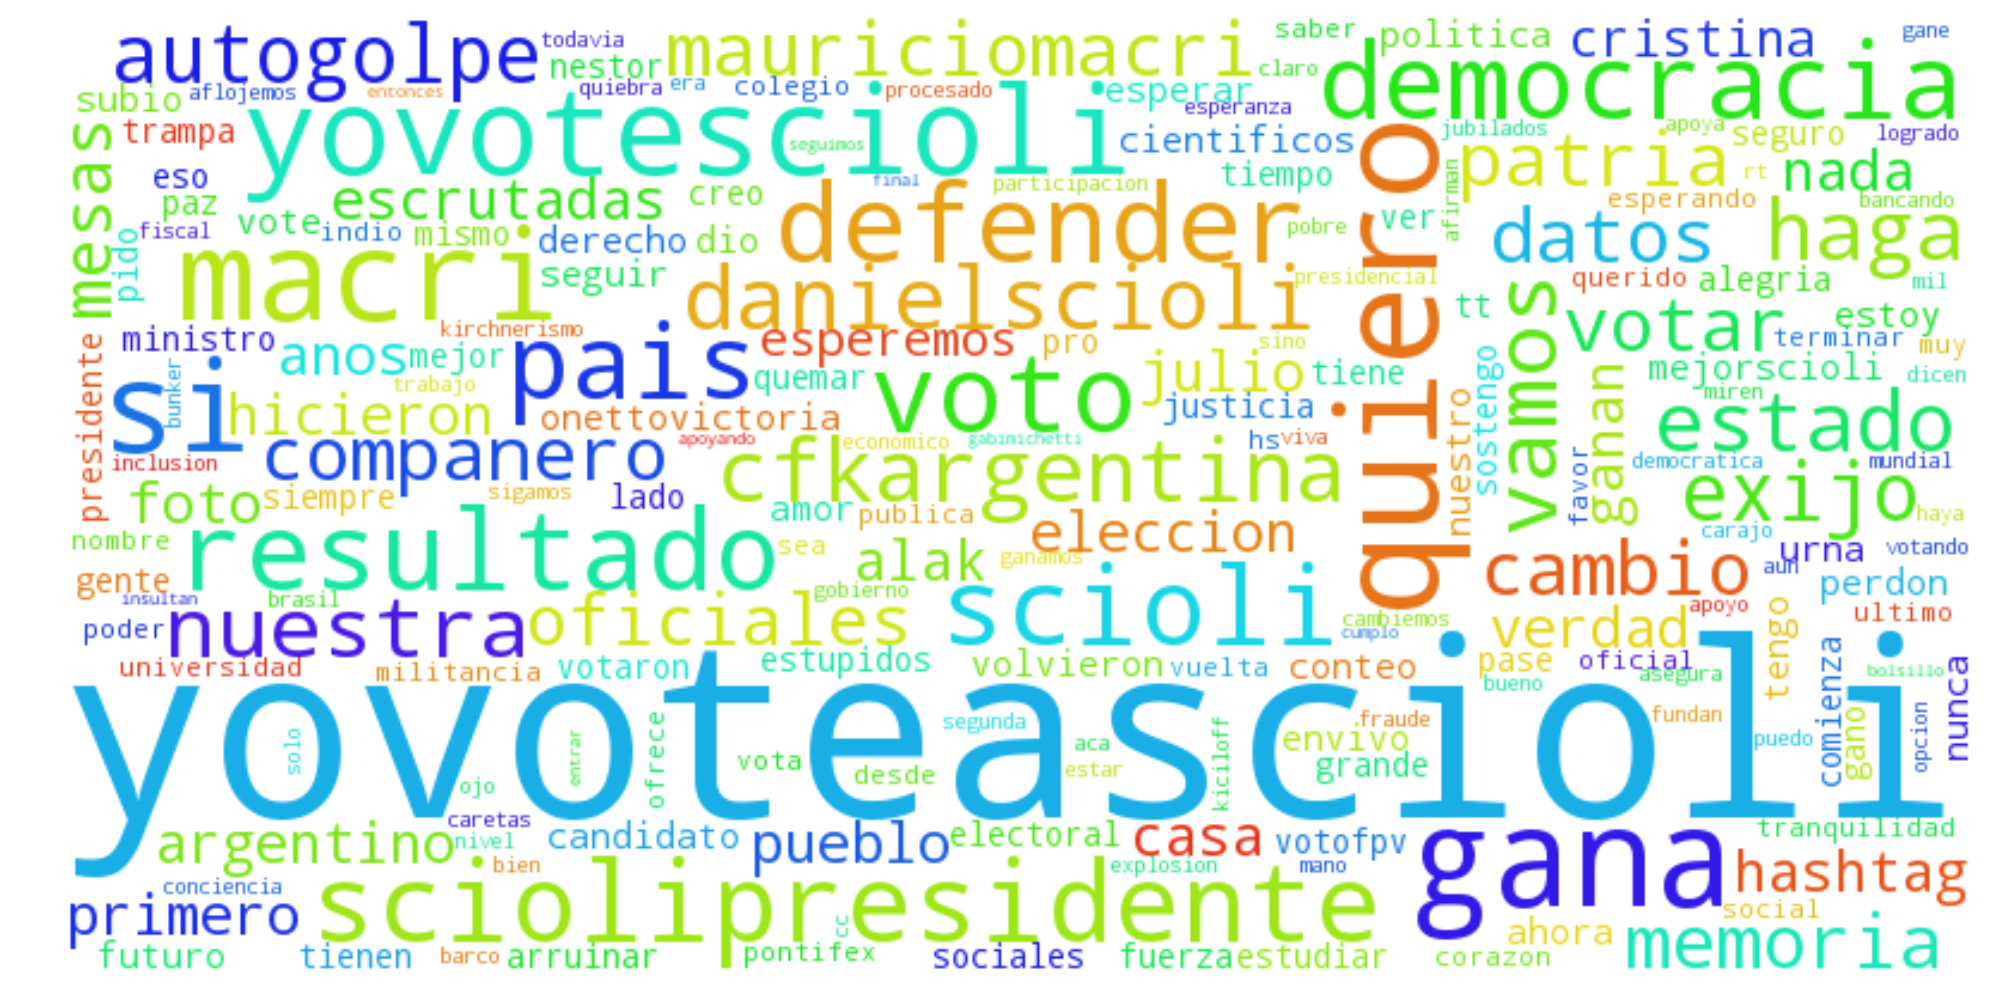 autogolpe todavia mauriciomacri saber politica cristina gane
nestor claro democracia
subio aflojemos entonces quiebra era colegio procesado esperar esperanza
mesas trampa yovotescioli seguimos cientificos quiero jubilados apoya seguro logrado
eso final participacion tiempo patria rt nada
paz escrutadas creo defender afirman esperando bancando
fiscal vote indio mismo derecho dio pobre ver datos haga
pido macri seguir danielscioli presidencial querido alegria mil
ministro kirchnerismo pais esperemos pro sino tt vamos votar estoy
presidente anos mejor quemar voto julio tiene terminar muy
si bunker trabajo mejorscioli dicen
hicieron onettovictoria justicia nuestro sostengo ganan miren estado
companero apoyando economico gabimichetti hs viva
inclusion cfkargentina favor democratica mundial
foto siempre sigamos lado amor publica exijo haya
nombre resultado sea eleccion carajo urna votando
gente alak ganamos cambio aun perdon
insultan brasil gobierno scioli apoyo ultimo
poder nuestra oficiales cambiemos cumplo verdad tengo
universidad militancia votaron estupidos volvieron vuelta conteo pase oficial asegura comienza bolsillo nunca
yovoteascioli bueno
solo entrar ofrece segunda kiciloff fraude fundan
vota aca envivo puedo gano opcion
ojo desde estar grande
caretas
argentino nivel candidato pueblo electoral casa votofpv gana tranquilidad
conciencia bien explosion mano hashtag
primero sciolipresidente cc social
futuro tienen barco arruinar pontifex sociales fuerza estudiar corazon ahora memoria